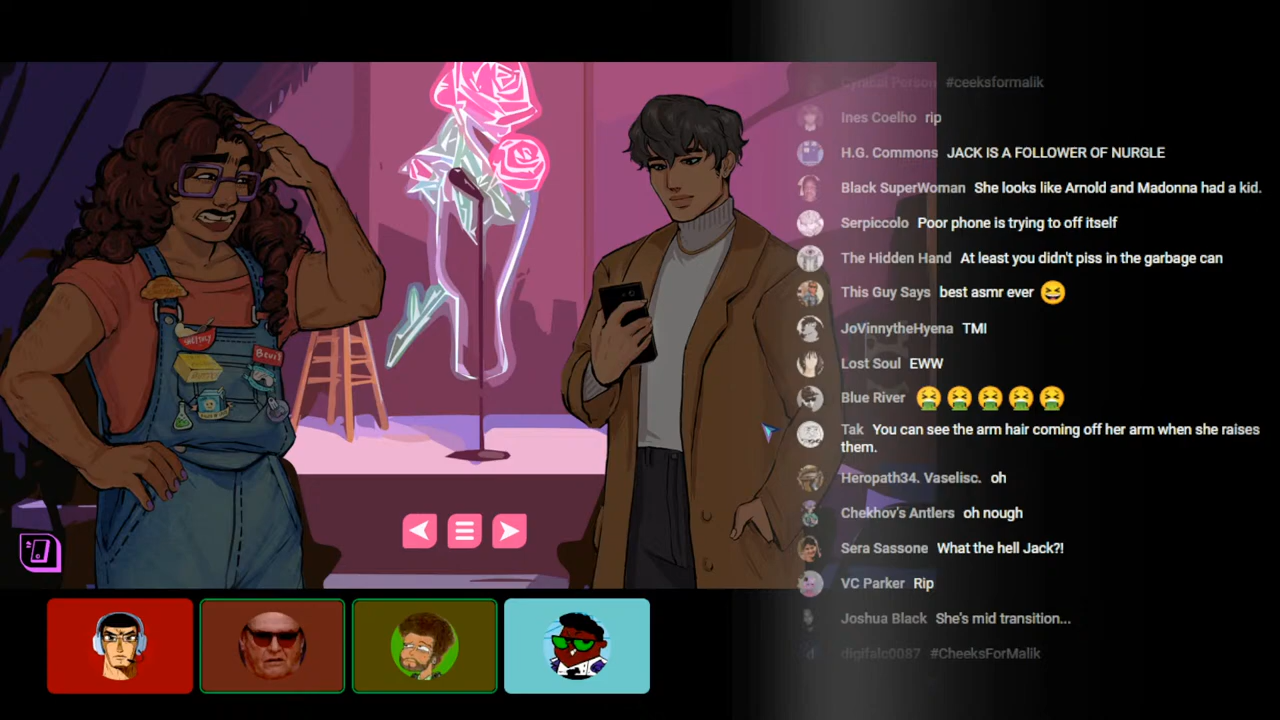 Cynical Person #ceeksformalik
Ines Coelho rip
H.G. Commons JACK IS A FOLLOWER OF NURGLE
Black SuperWoman She looks like Arnold and Madonna had a kid.
Serpiccolo Poor phone is trying to off itself
The Hidden Hand At least you didn't piss in the garbage can
This Guy Says best asmr ever 😆
JoVinnytheHyena TMI
Lost Soul EWW
Blue River 🤮🤮🤮🤮🤮
Tak You can see the arm hair coming off her arm when she raises
them.
Heropath34. Vaselisc. oh
Chekhov's Antlers oh nough
Sera Sassone What the hell Jack?!
VC Parker Rip
Joshua Black She's mid transition...
digifalc0087 #CheeksForMalik